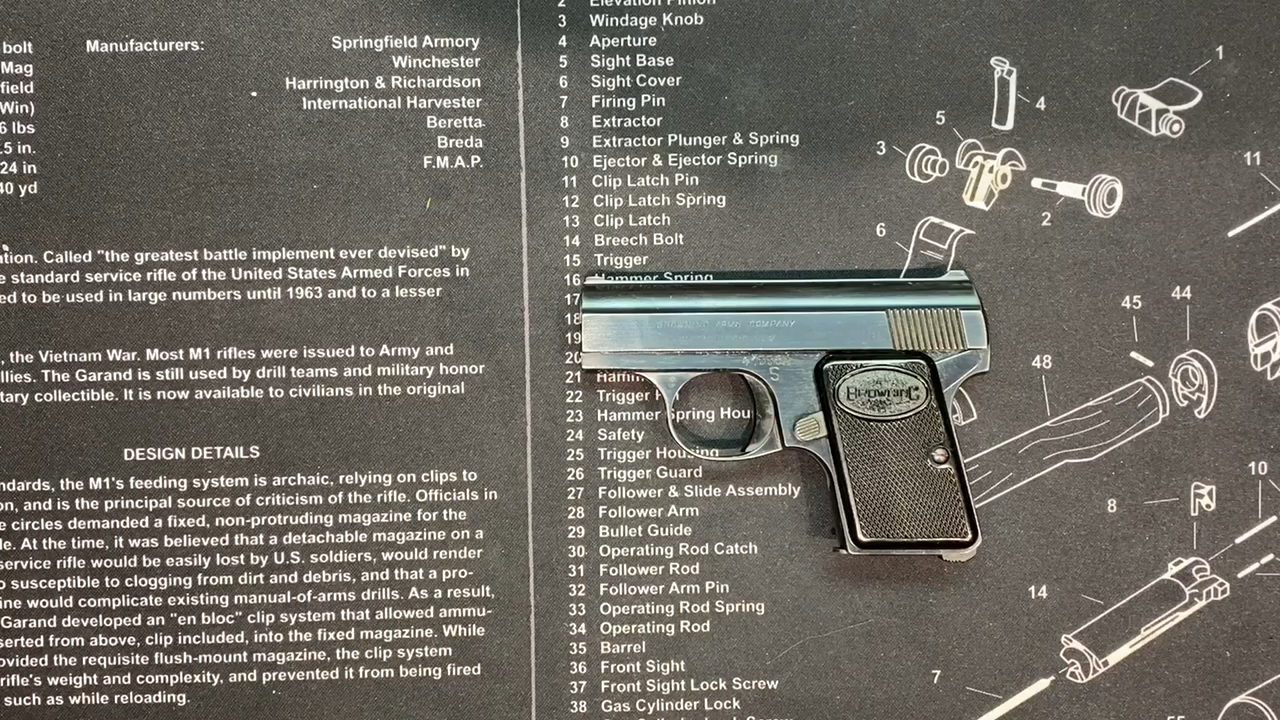 bolt
Mag
field
Win)
6 lbs
.5 in.
24 in
40 yd
Manufacturers:
Springfield Armory
Winchester
Harrington & Richardson
International Harvester
Beretta
Breda
F.M.A.P.
ation. Called "the greatest battle implement ever devised" by
e standard service rifle of the United States Armed Forces in
ed to be used in large numbers until 1963 and to a lesser
, the Vietnam War. Most M1 rifles were issued to Army and
llies. The Garand is still used by drill teams and military honor
tary collectible. It is now available to civilians in the original
DESIGN DETAILS
ndards, the M1's feeding system is archaic, relying on clips to
on, and is the principal source of criticism of the rifle. Officials in
e circles demanded a fixed, non-protruding magazine for the
le. At the time, it was believed that a detachable magazine on a
service rifle would be easily lost by U.S. soldiers, would render
o susceptible to clogging from dirt and debris, and that a pro-
ine would complicate existing manual-of-arms drills. As a result,
Garand developed an "en bloc" clip system that allowed ammu-
serted from above, clip included, into the fixed magazine. While
ovided the requisite flush-mount magazine, the clip system
rifle's weight and complexity, and prevented it from being fired
such as while reloading.
2 Elevation Pinion
3 Windage Knob
4 Aperture
5 Sight Base
6 Sight Cover
7 Firing Pin
8 Extractor
9 Extractor Plunger & Spring
10 Ejector & Ejector Spring
11 Clip Latch Pin
12 Clip Latch Spring
13 Clip Latch
14 Breech Bolt
15 Trigger
16 Hammer Spring
17
18
19
20
21 Hamm
22 Trigger
23 Hammer Spring Hou
24 Safety
25 Trigger Housing
26 Trigger Guard
27 Follower & Slide Assembly
28 Follower Arm
29 Bullet Guide
30 Operating Rod Catch
31 Follower Rod
32 Follower Arm Pin
33 Operating Rod Spring
34 Operating Rod
35 Barrel
36 Front Sight
37 Front Sight Lock Screw
38 Gas Cylinder Lock
BROWNING ARMS COMPANY
S
BROWNING
1
4
5
3
2
6
11
45
44
48
10
8
14
7
55